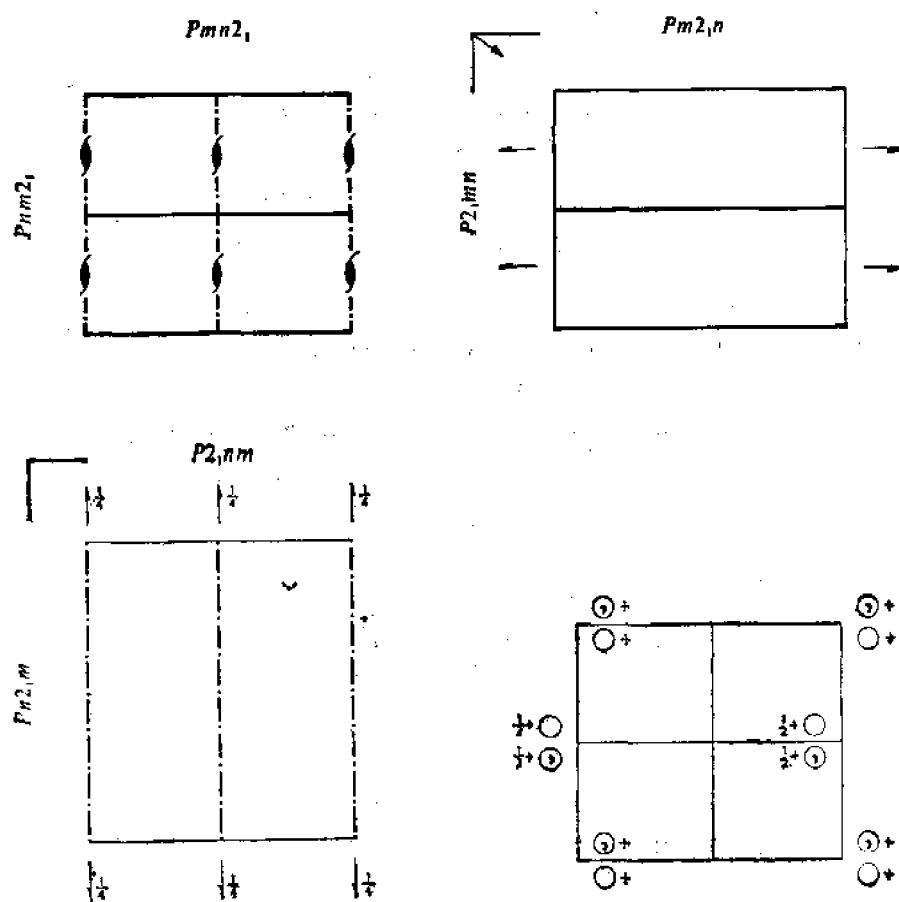 Pmn2₁
Pnm2₁
Pm2₁n
P2₁mn
P2₁nm
¼ ¼ ¼
Pn2₁m
¼ ¼ ¼
+ +
+ +
½+ ½+
½+ ½+
+ +
+ +